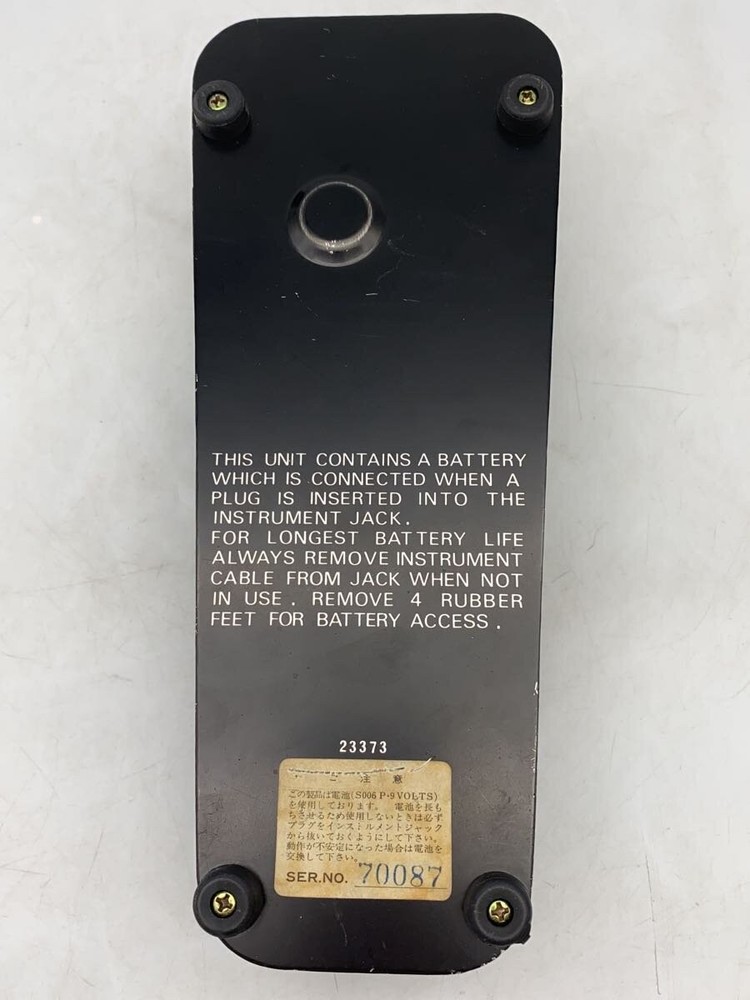 THIS UNIT CONTAINS A BATTERY
WHICH IS CONNECTED WHEN A
PLUG IS INSERTED INTO THE
INSTRUMENT JACK.
FOR LONGEST BATTERY LIFE
ALWAYS REMOVE INSTRUMENT
CABLE FROM JACK WHEN NOT
IN USE. REMOVE 4 RUBBER
FEET FOR BATTERY ACCESS.
23373
ご 注 意
この製品は電池(S006 P・9 VOLTS)
を使用しております。 電池を長も
ちさせるため使用しないときは必ず
プラグをインストルメントジャック
から抜いておくようにして下さい。
動作が不安定になった場合は電池を
交換して下さい。
SER.NO. 70087